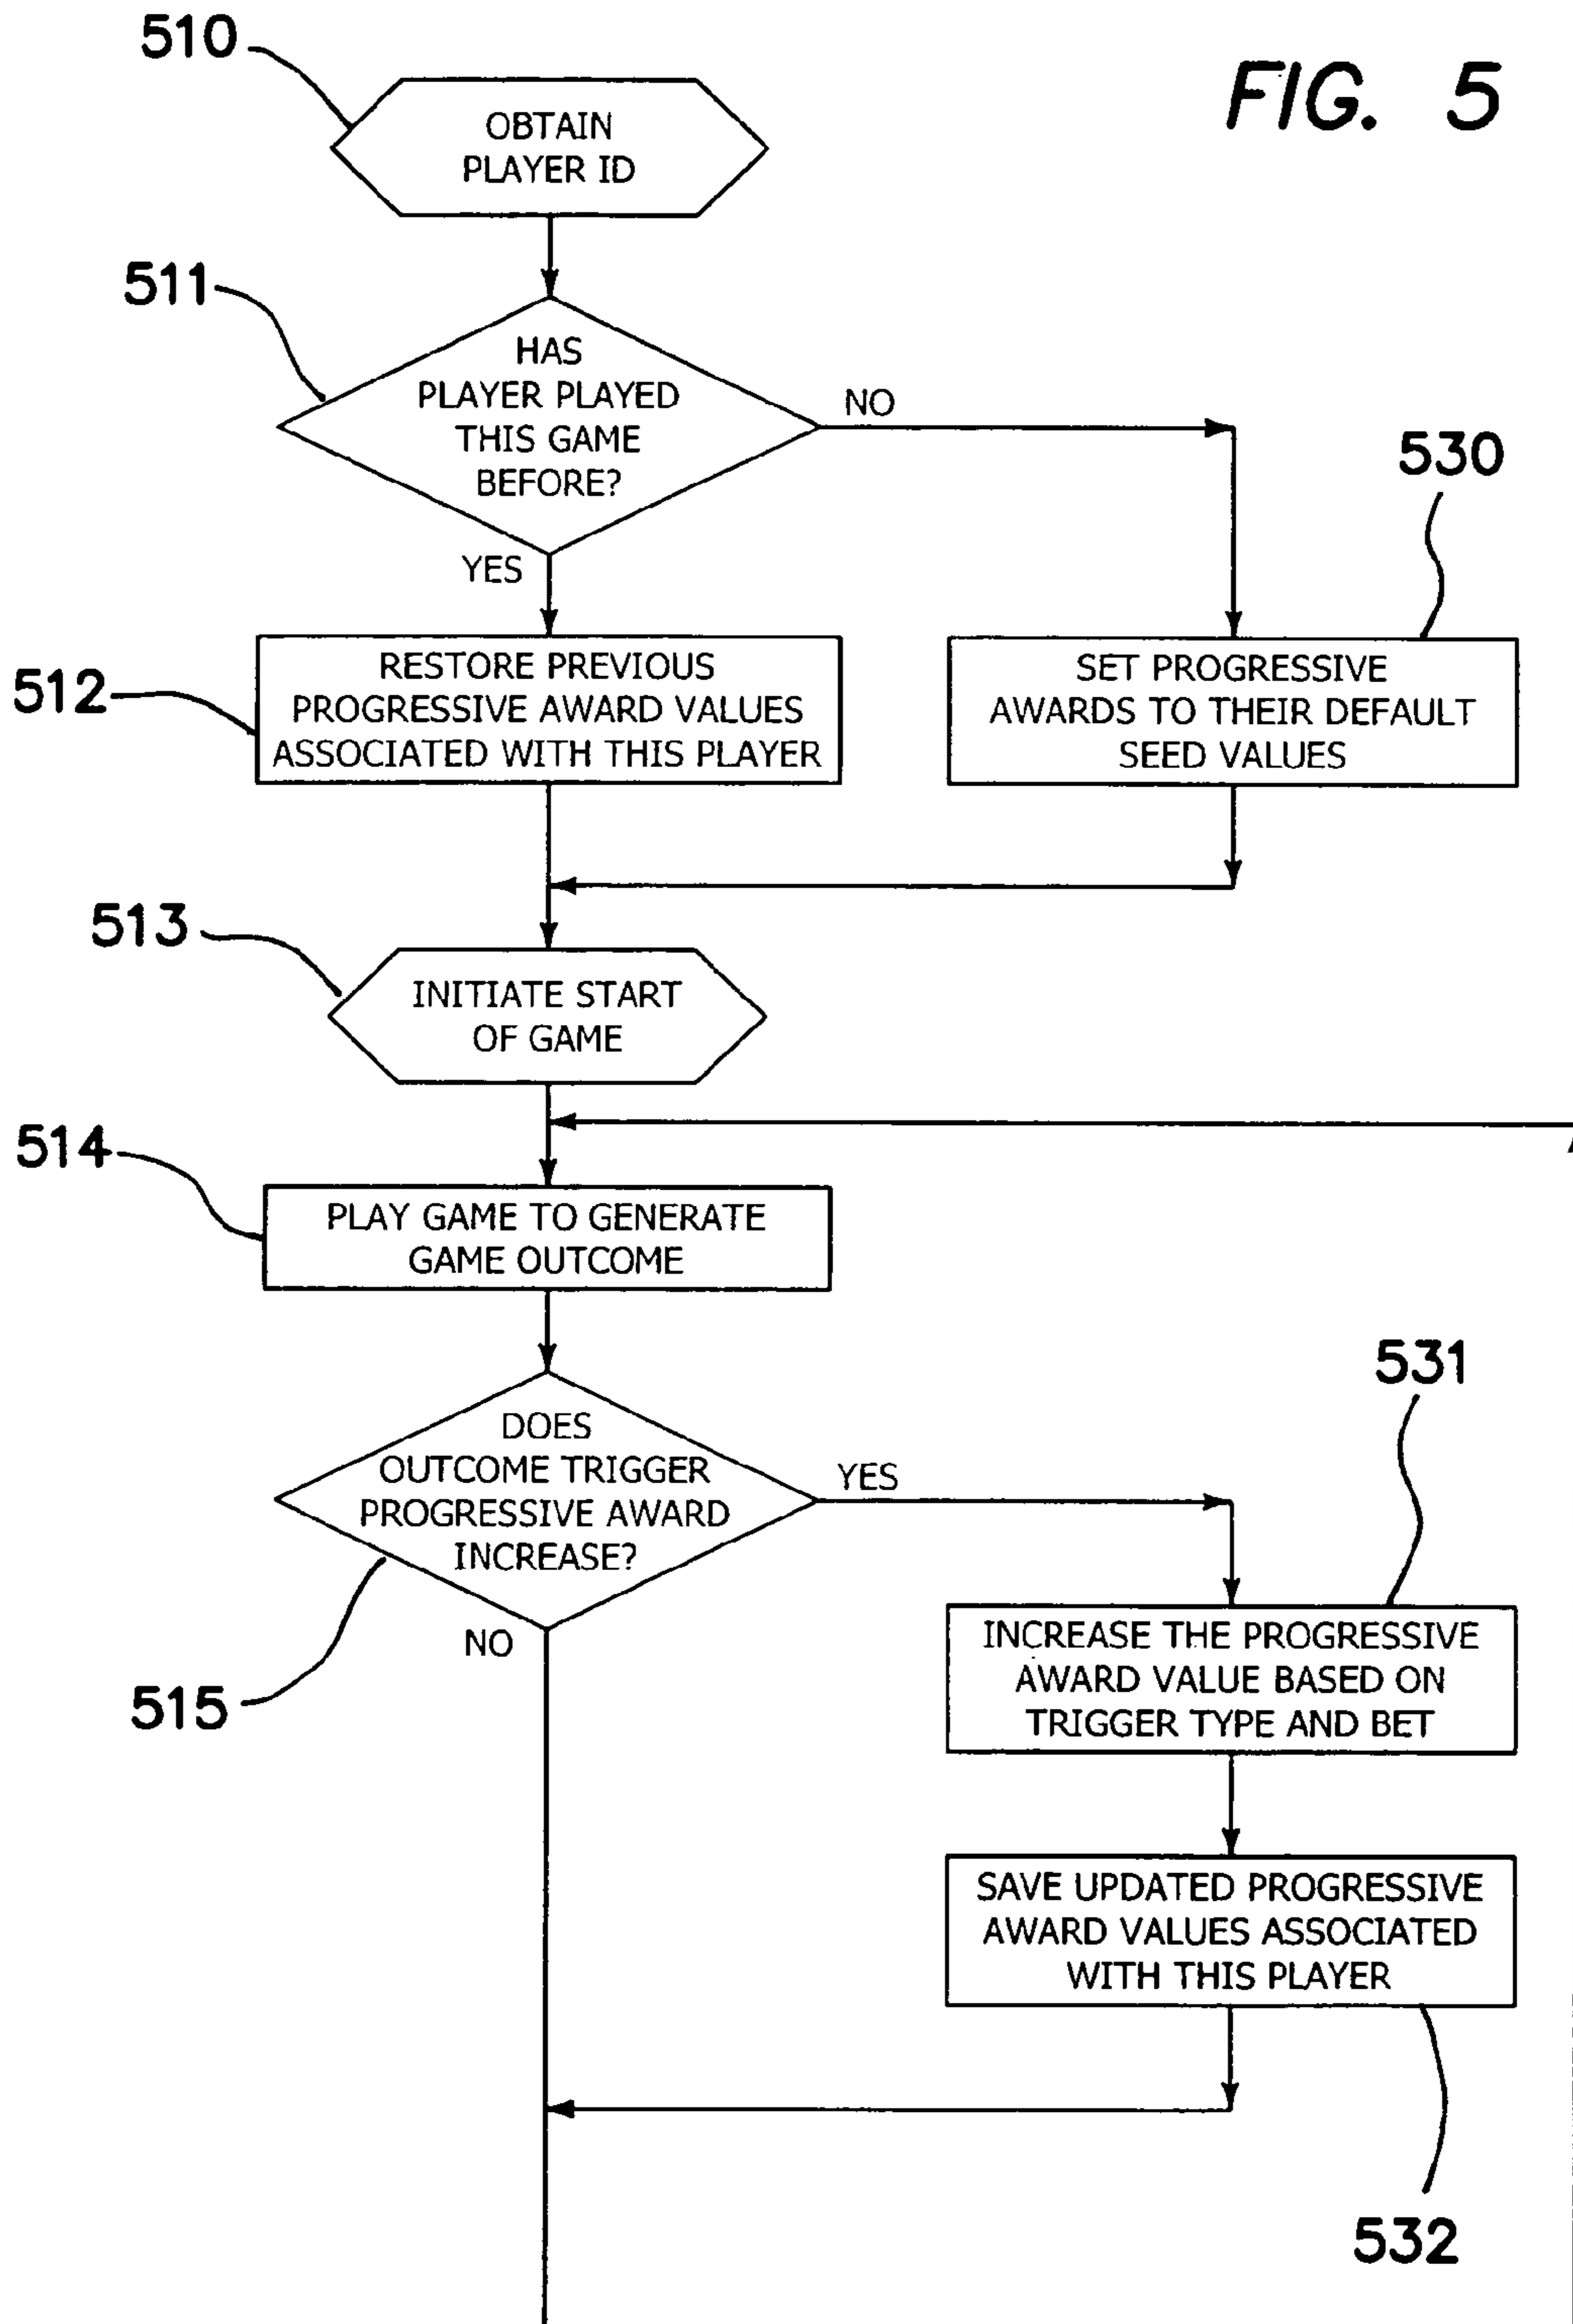 510
FIG. 5
OBTAIN
PLAYER ID
511
HAS
PLAYER PLAYED
THIS GAME
BEFORE?
NO
530
YES
512
RESTORE PREVIOUS
PROGRESSIVE AWARD VALUES
ASSOCIATED WITH THIS PLAYER
SET PROGRESSIVE
AWARDS TO THEIR DEFAULT
SEED VALUES
513
INITIATE START
OF GAME
514
PLAY GAME TO GENERATE
GAME OUTCOME
531
DOES
OUTCOME TRIGGER
PROGRESSIVE AWARD
INCREASE?
YES
NO
515
INCREASE THE PROGRESSIVE
AWARD VALUE BASED ON
TRIGGER TYPE AND BET
SAVE UPDATED PROGRESSIVE
AWARD VALUES ASSOCIATED
WITH THIS PLAYER
532